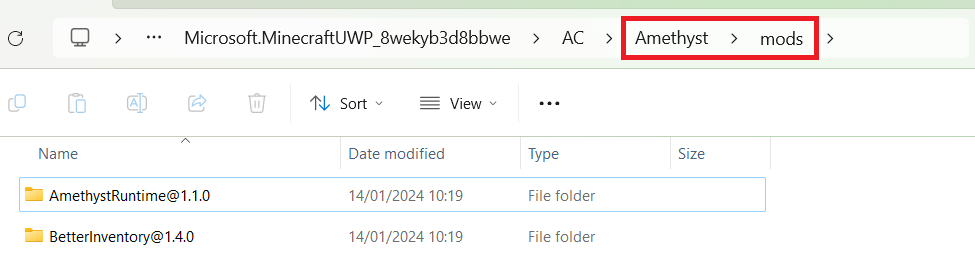 Microsoft.MinecraftUWP_8wekyb3d8bbwe > AC > Amethyst > mods >
Sort View
Name Date modified Type Size
AmethystRuntime@1.1.0 14/01/2024 10:19 File folder
BetterInventory@1.4.0 14/01/2024 10:19 File folder